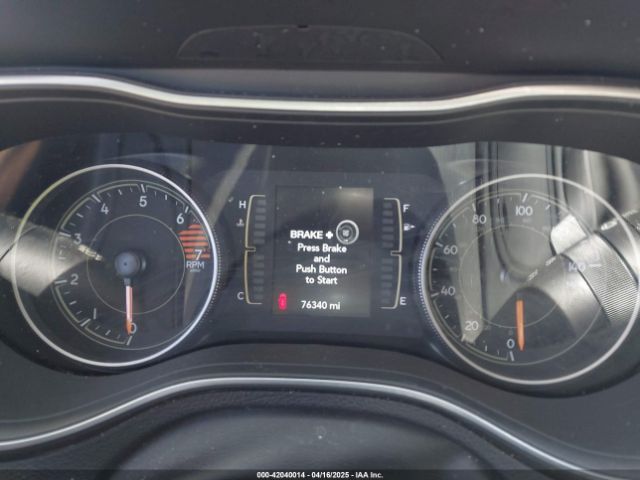 1
2
3
4
5
6
7
0
RPM
H
C
BRAKE +
Press Brake
and
Push Button
to Start
76340 mi
F
E
0
20
40
60
80
100
140
000-42040014 - 04/16/2025 - IAA Inc.